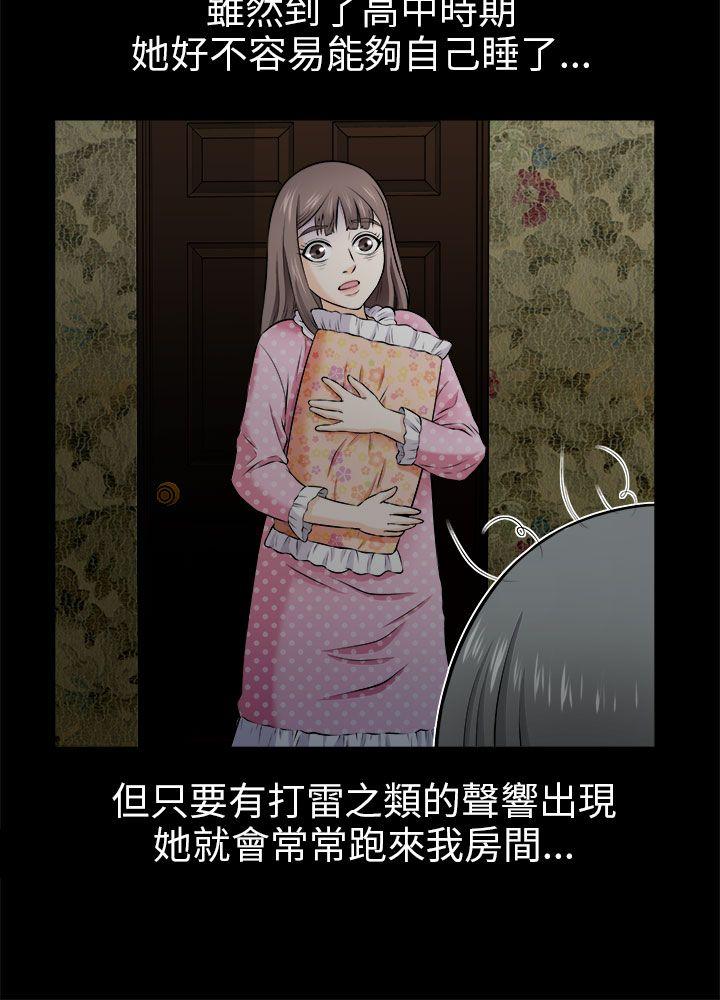 雖然到了高中時期
她好不容易能夠自己睡了...
但只要有打雷之類的聲響出現
她就會常常跑來我房間...